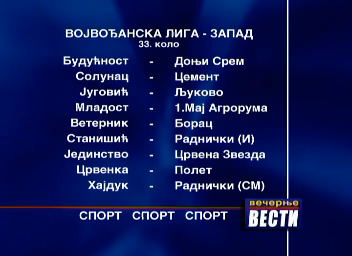 ВОЈВОЂАНСКА ЛИГА - ЗАПАД
33. коло
Будућност - Доњи Срем
Солунац - Цемент
Југовић - Љуково
Младост - 1.Мај Агрорума
Ветерник - Борац
Станишић - Раднички (И)
Јединство - Црвена Звезда
Црвенка - Полет
Хајдук - Раднички (СМ)
СПОРТ СПОРТ СПОРТ
вечерње
ВЕСТИ